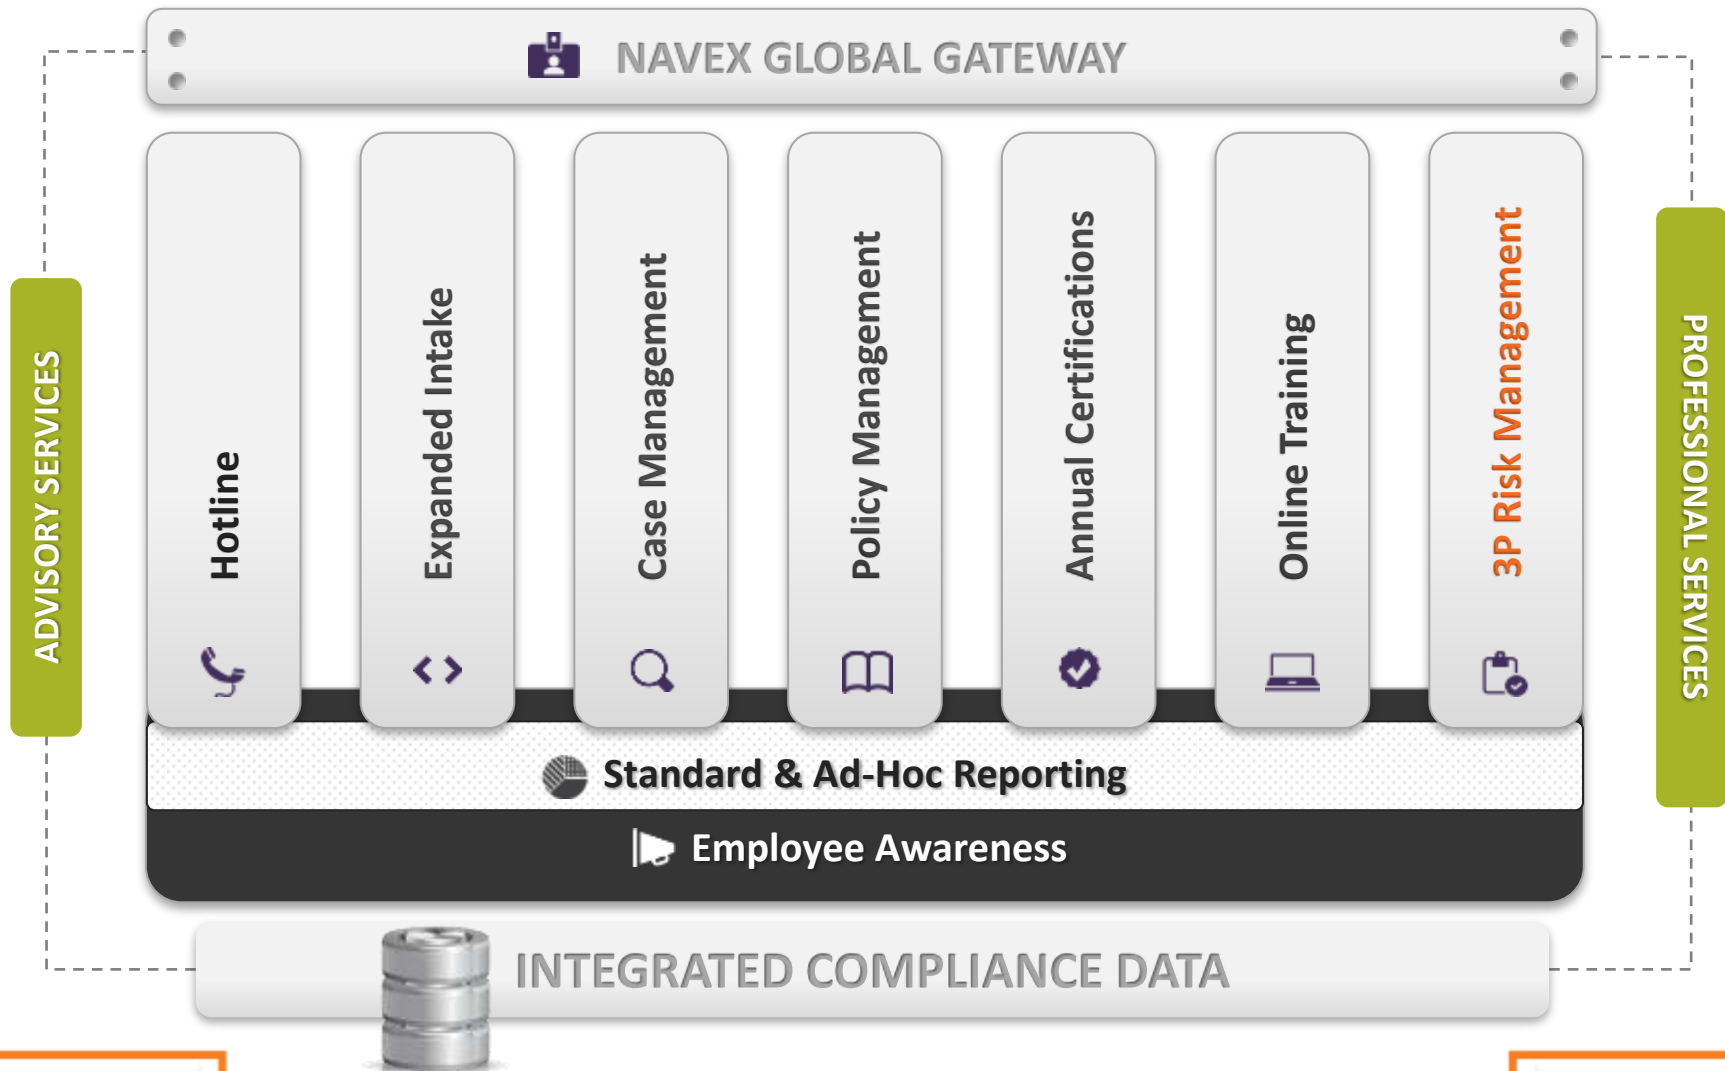 NAVEX GLOBAL GATEWAY
ADVISORY SERVICES
Hotline
Expanded Intake
Case Management
Policy Management
Annual Certifications
Online Training
3P Risk Management
PROFESSIONAL SERVICES
Standard & Ad-Hoc Reporting
Employee Awareness
INTEGRATED COMPLIANCE DATA